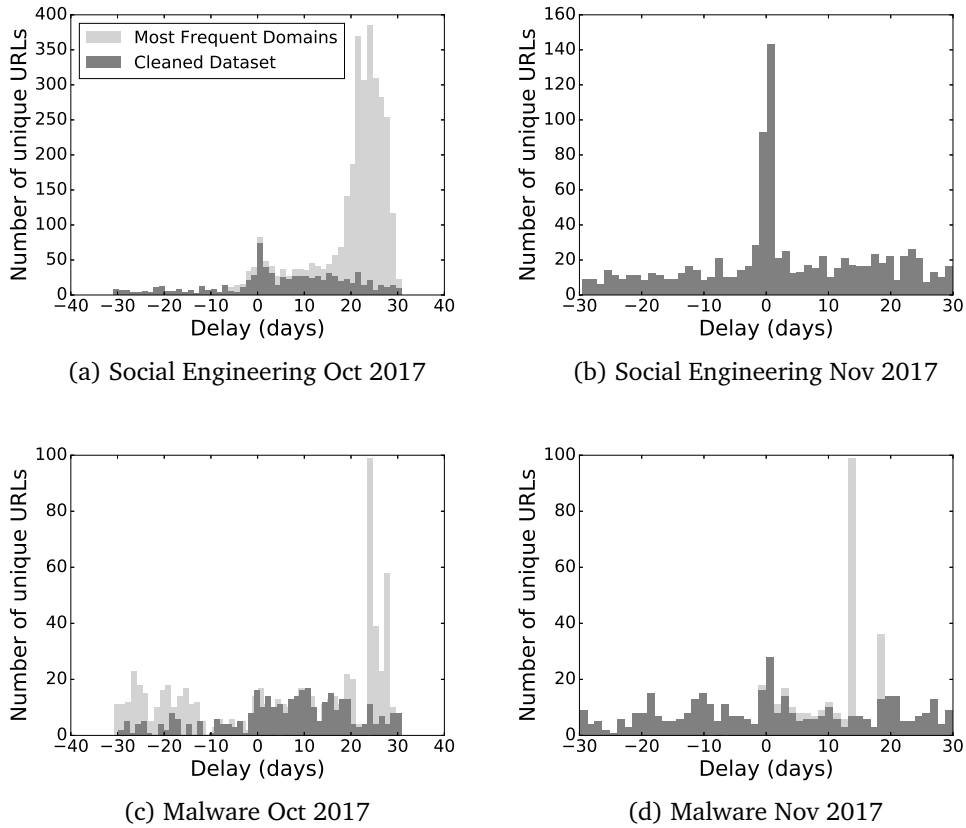 Most Frequent Domains
Cleaned Dataset
Number of unique URLs
400
350
300
250
200
150
100
50
0
−40 −30 −20 −10 0 10 20 30 40
Delay (days)
(a) Social Engineering Oct 2017
Number of unique URLs
160
140
120
100
80
60
40
20
0
−30 −20 −10 0 10 20 30
Delay (days)
(b) Social Engineering Nov 2017
Number of unique URLs
100
80
60
40
20
0
−40 −30 −20 −10 0 10 20 30 40
Delay (days)
(c) Malware Oct 2017
Number of unique URLs
100
80
60
40
20
0
−30 −20 −10 0 10 20 30
Delay (days)
(d) Malware Nov 2017